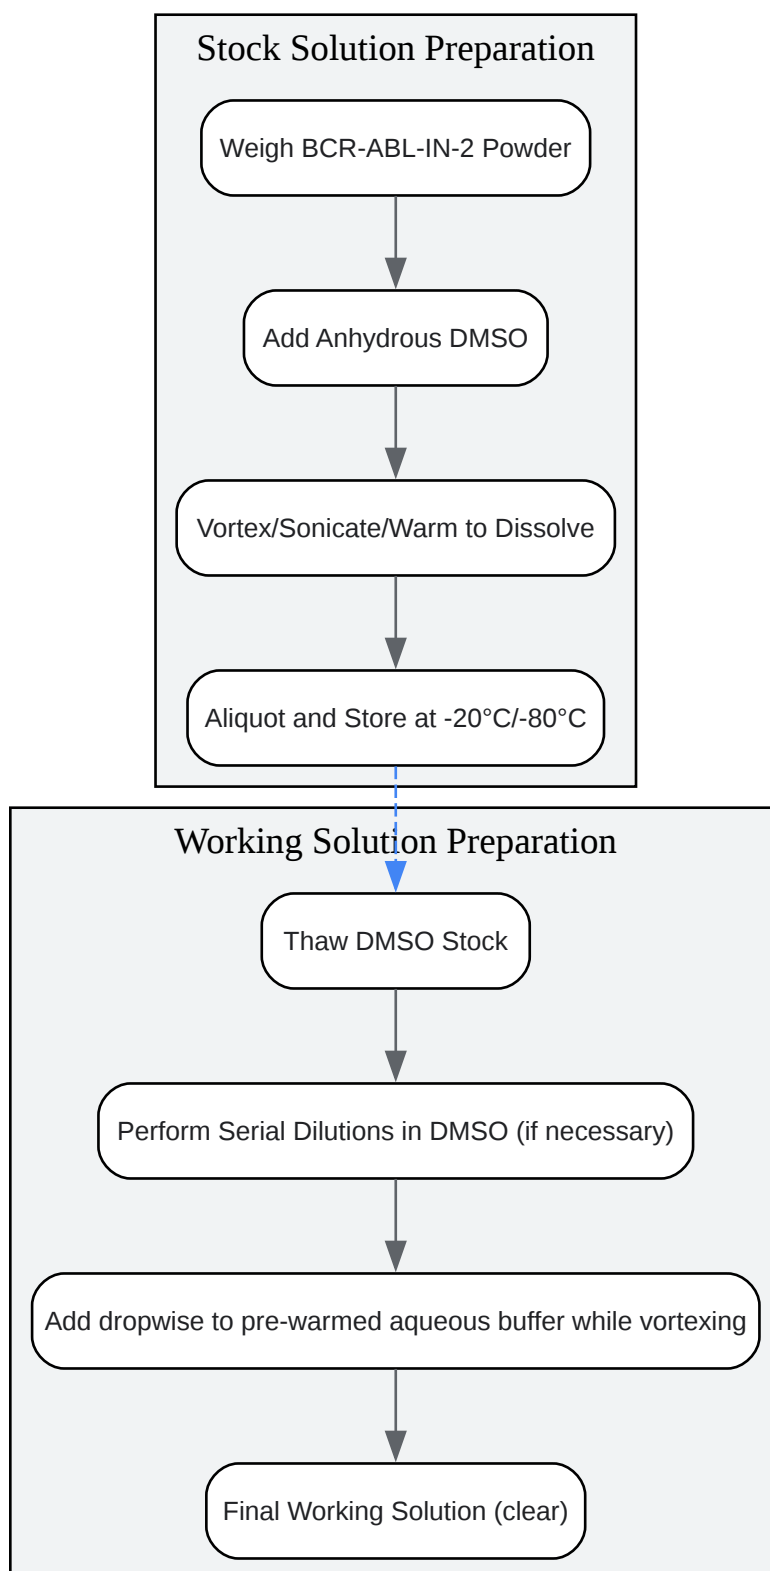 Stock Solution Preparation
Weigh BCR-ABL-IN-2 Powder
Add Anhydrous DMSO
Vortex/Sonicate/Warm to Dissolve
Aliquot and Store at -20°C/-80°C
Working Solution Preparation
Thaw DMSO Stock
Perform Serial Dilutions in DMSO (if necessary)
Add dropwise to pre-warmed aqueous buffer while vortexing
Final Working Solution (clear)